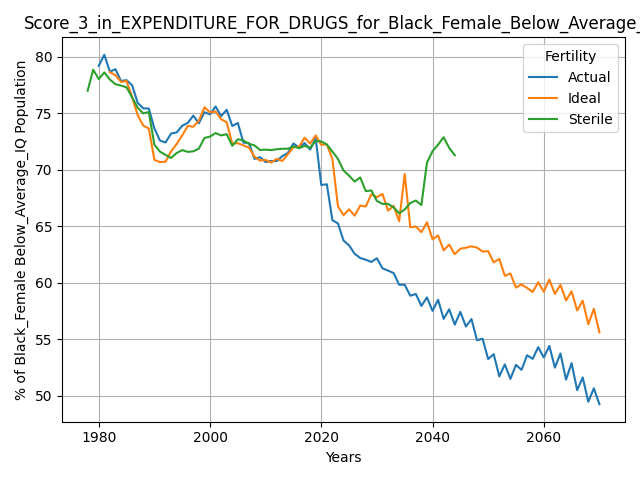 Score_3_in_EXPENDITURE_FOR_DRUGS_for_Black_Female_Below_Average_
% of Black_Female Below_Average_IQ Population
80
75
70
65
60
55
50
1980
2000
2020
2040
2060
Years
Fertility
Actual
Ideal
Sterile